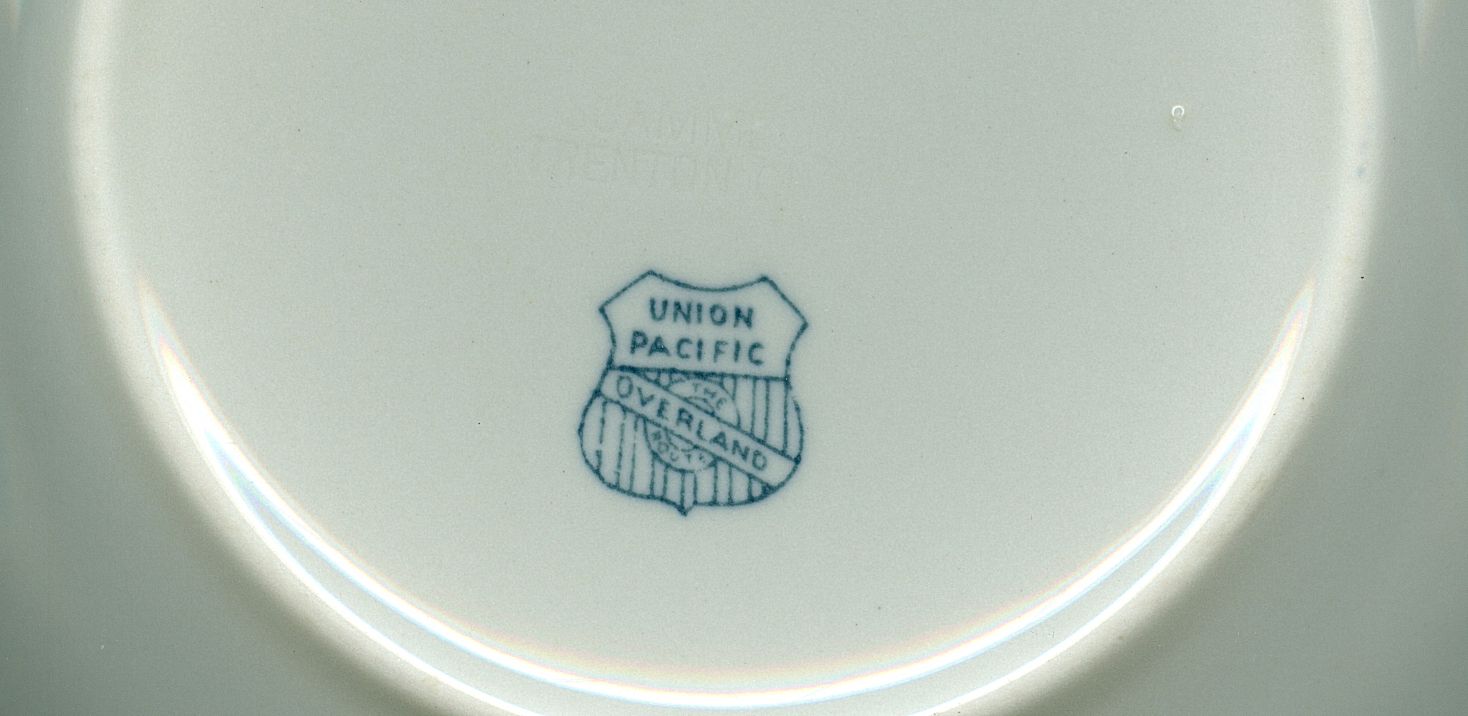 UNION
PACIFIC
THE
OVERLAND
ROUTE